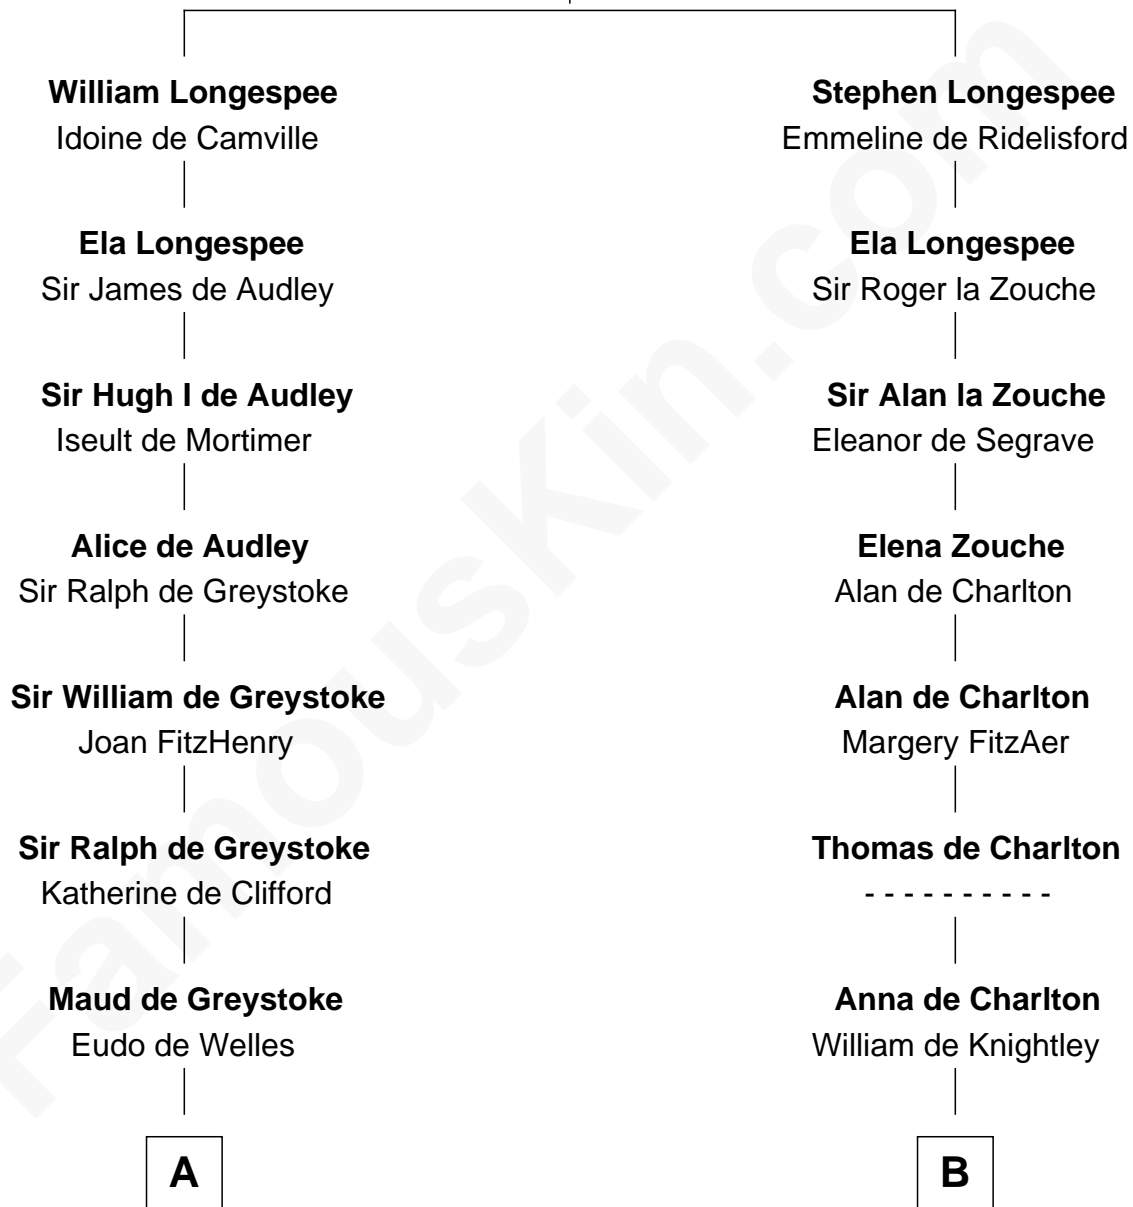 William Longespee
Idoine de Camville
Ela Longespee
Sir James de Audley
Sir Hugh I de Audley
Iseult de Mortimer
Alice de Audley
Sir Ralph de Greystoke
Sir William de Greystoke
Joan FitzHenry
Sir Ralph de Greystoke
Katherine de Clifford
Maud de Greystoke
Eudo de Welles
A
Stephen Longespee
Emmeline de Ridelisford
Ela Longespee
Sir Roger la Zouche
Sir Alan la Zouche
Eleanor de Segrave
Elena Zouche
Alan de Charlton
Alan de Charlton
Margery FitzAer
Thomas de Charlton
- - - - - - - - - -
Anna de Charlton
William de Knightley
B
FamousKin.com